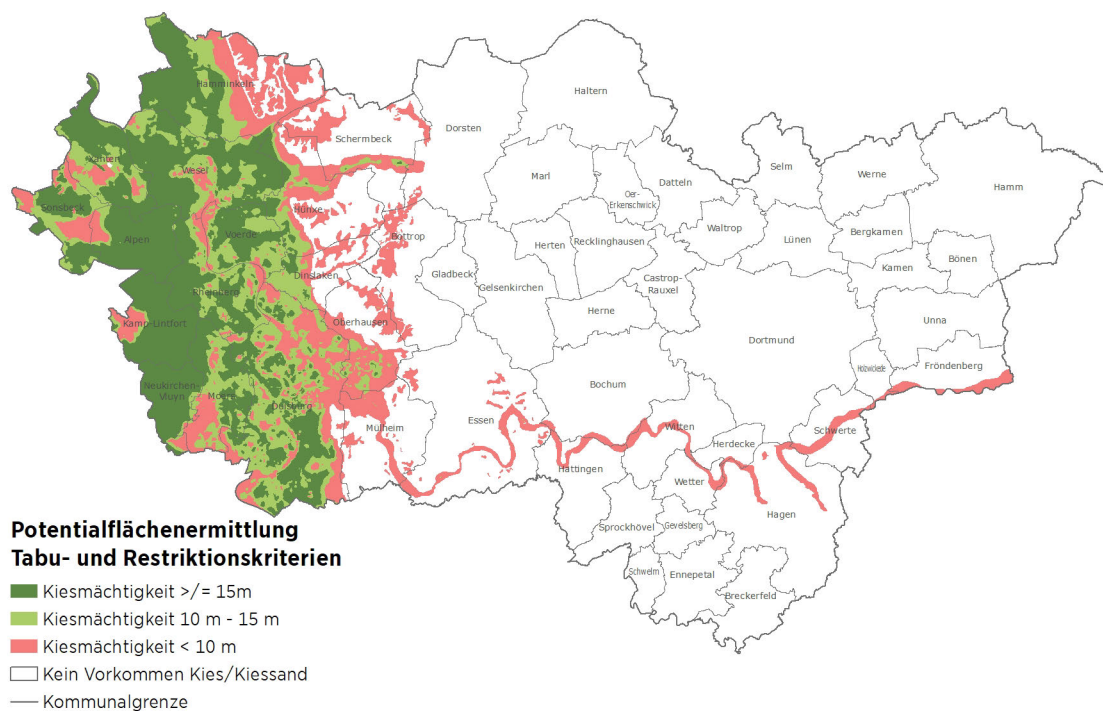 Haltern
Hamminkeln
Dorsten
Schermbeck
Selm
Werne
Hamm
Xanten
Wesel
Marl
Datteln
Oer-
Erkenschwick
Sonsbeck
Hünxe
Waltrop
Bergkamen
Alpen
Voerde
Bottrop
Herten
Recklinghausen
Lünen
Bönen
Kamen
Dinslaken
Gladbeck
Gelsenkirchen
Castrop-
Rauxel
Rheinberg
Herne
Unna
Kamp-Lintfort
Oberhausen
Dortmund
Holzwickede
Fröndenberg
Neukirchen-
Vluyn
Moers
Bochum
Duisburg
Mülheim
Essen
Witten
Schwerte
Herdecke
Hattingen
Wetter
Hagen
Sprockhövel
Gevelsberg
Schwelm
Ennepetal
Breckerfeld
Potentialflächenermittlung
Tabu- und Restriktionskriterien
Kiesmächtigkeit >/= 15m
Kiesmächtigkeit 10 m - 15 m
Kiesmächtigkeit < 10 m
Kein Vorkommen Kies/Kiessand
Kommunalgrenze